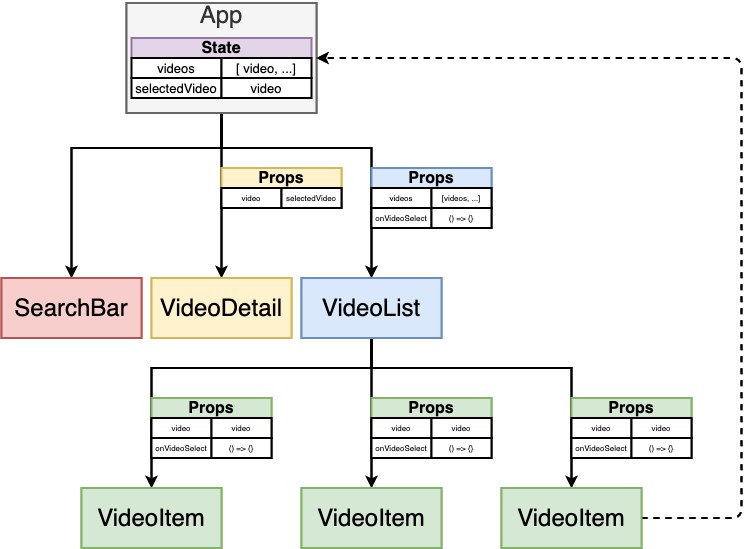 App
State
videos [ video, ...]
selectedVideo video
Props Props
video selectedVideo videos [videos, ...]
onVideoSelect () => {}
SearchBar VideoDetail VideoList
Props Props Props
video video video video video video
onVideoSelect () => {} onVideoSelect () => {} onVideoSelect () => {}
VideoItem VideoItem VideoItem